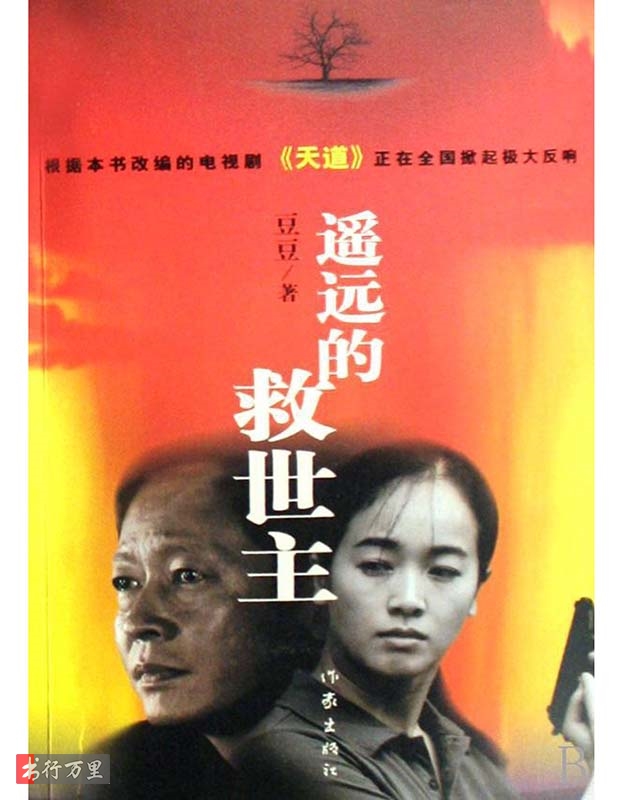 根据本书改编的电视剧《天道》正在全国掀起极大反响
遥远的
救世主
豆豆/著
作家出版社
书行万里
B